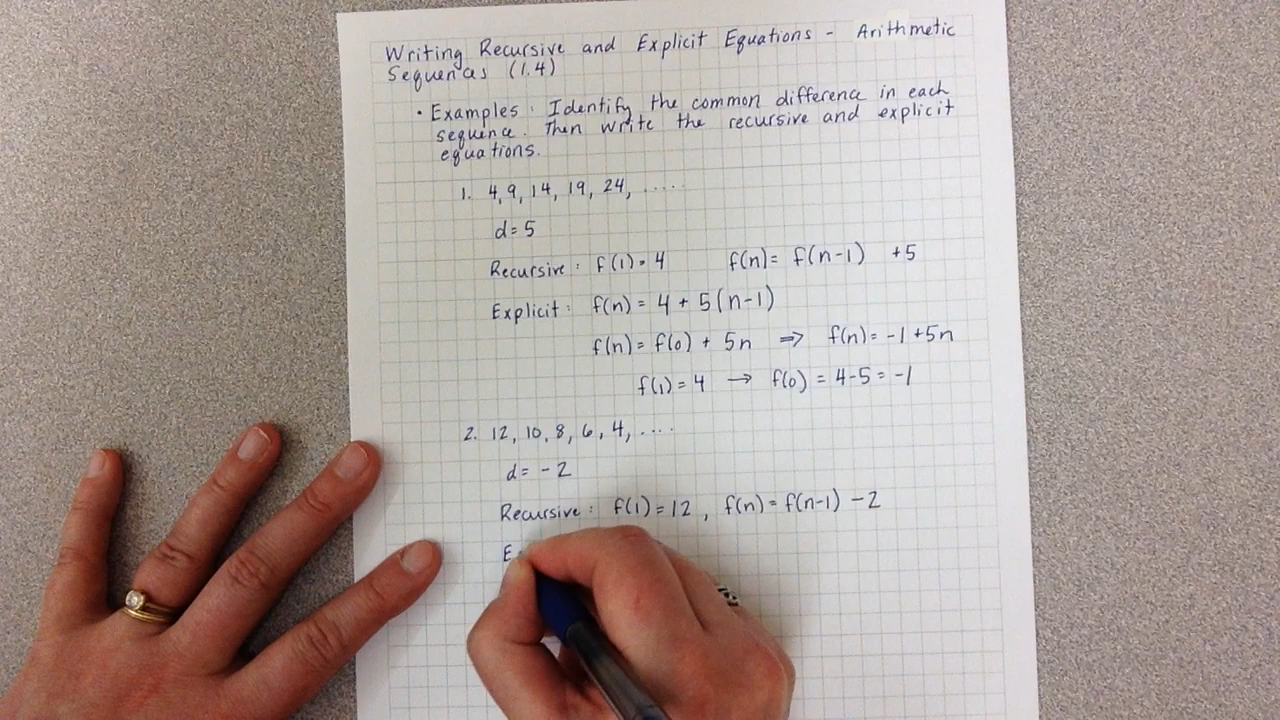 Writing Recursive and Explicit Equations - Arithmetic
Sequences (1.4)
• Examples: Identify the common difference in each
sequence. Then write the recursive and explicit
equations.
1. 4, 9, 14, 19, 24, .....
d = 5
Recursive: f(1) = 4 f(n) = f(n-1) +5
Explicit: f(n) = 4 + 5(n-1)
f(n) = f(0) + 5n ⇒ f(n) = -1 +5n
f(1) = 4 → f(0) = 4-5 = -1
2. 12, 10, 8, 6, 4, ....
d = -2
Recursive: f(1) = 12, f(n) = f(n-1) -2
E